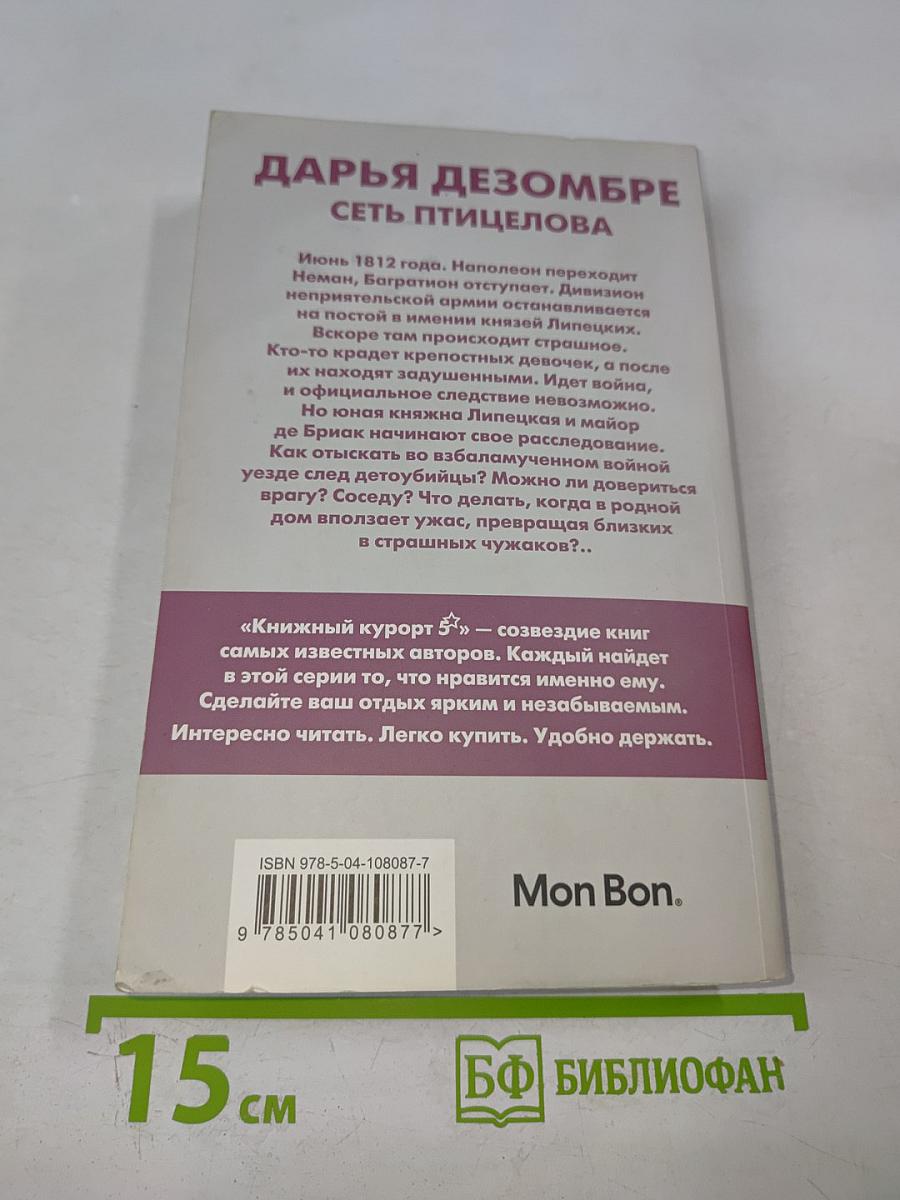 ДАРЬЯ ДЕЗОМБРЕ
СЕТЬ ПТИЦЕЛОВА
Июнь 1812 года. Наполеон переходит
Неман, Багратион отступает. Дивизион
неприятельской армии останавливается
на постой в имении князей Липецких.
Вскоре там происходит страшное.
Кто-то крадет крепостных девочек, а после
их находят задушенными. Идет война,
и официальное следствие невозможно.
Но юная княжна Липецкая и майор
де Бриак начинают свое расследование.
Как отыскать во взбаламученном войной
уезде след детоубийцы? Можно ли довериться
врагу? Соседу? Что делать, когда в родной
дом вползает ужас, превращая близких
в страшных чужаков?..
«Книжный курорт 5☆» — созвездие книг
самых известных авторов. Каждый найдет
в этой серии то, что нравится именно ему.
Сделайте ваш отдых ярким и незабываемым.
Интересно читать. Легко купить. Удобно держать.
ISBN 978-5-04-108087-7
9 785041 080877 >
Mon Bon®
15 см
БФ БИБЛИОФАН